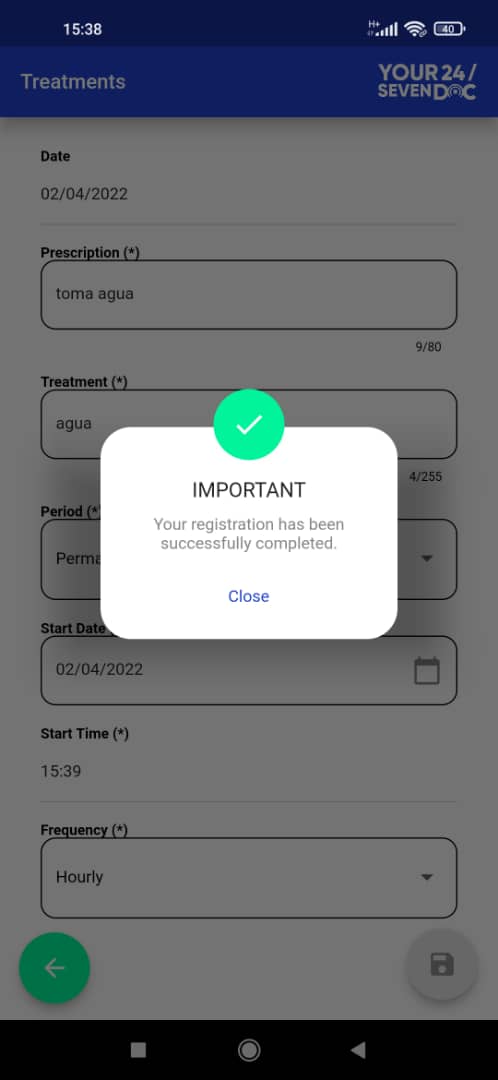 15:38
H+
40
Treatments
YOUR 24/
SEVEN DOC
Date
02/04/2022
Prescription (*)
toma agua
9/80
Treatment (*)
agua
4/255
IMPORTANT
Your registration has been
successfully completed.
Close
Period (*
Perma
Start Date
02/04/2022
Start Time (*)
15:39
Frequency (*)
Hourly